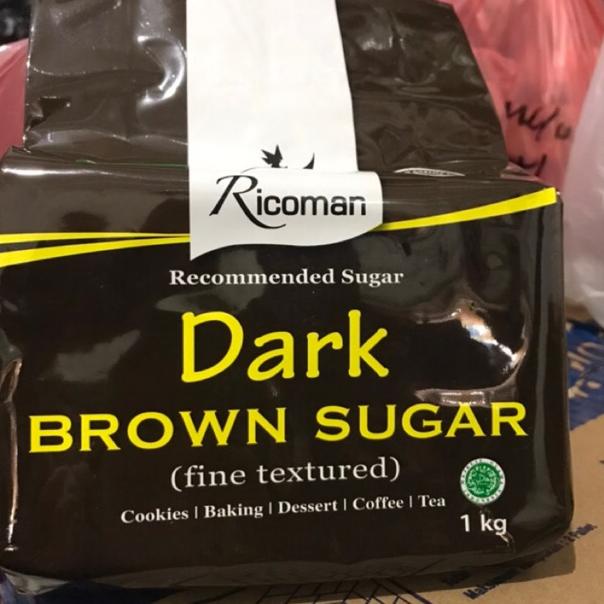 Ricoman
Recommended Sugar
Dark
BROWN SUGAR
(fine textured)
Cookies | Baking | Dessert | Coffee | Tea
1 kg